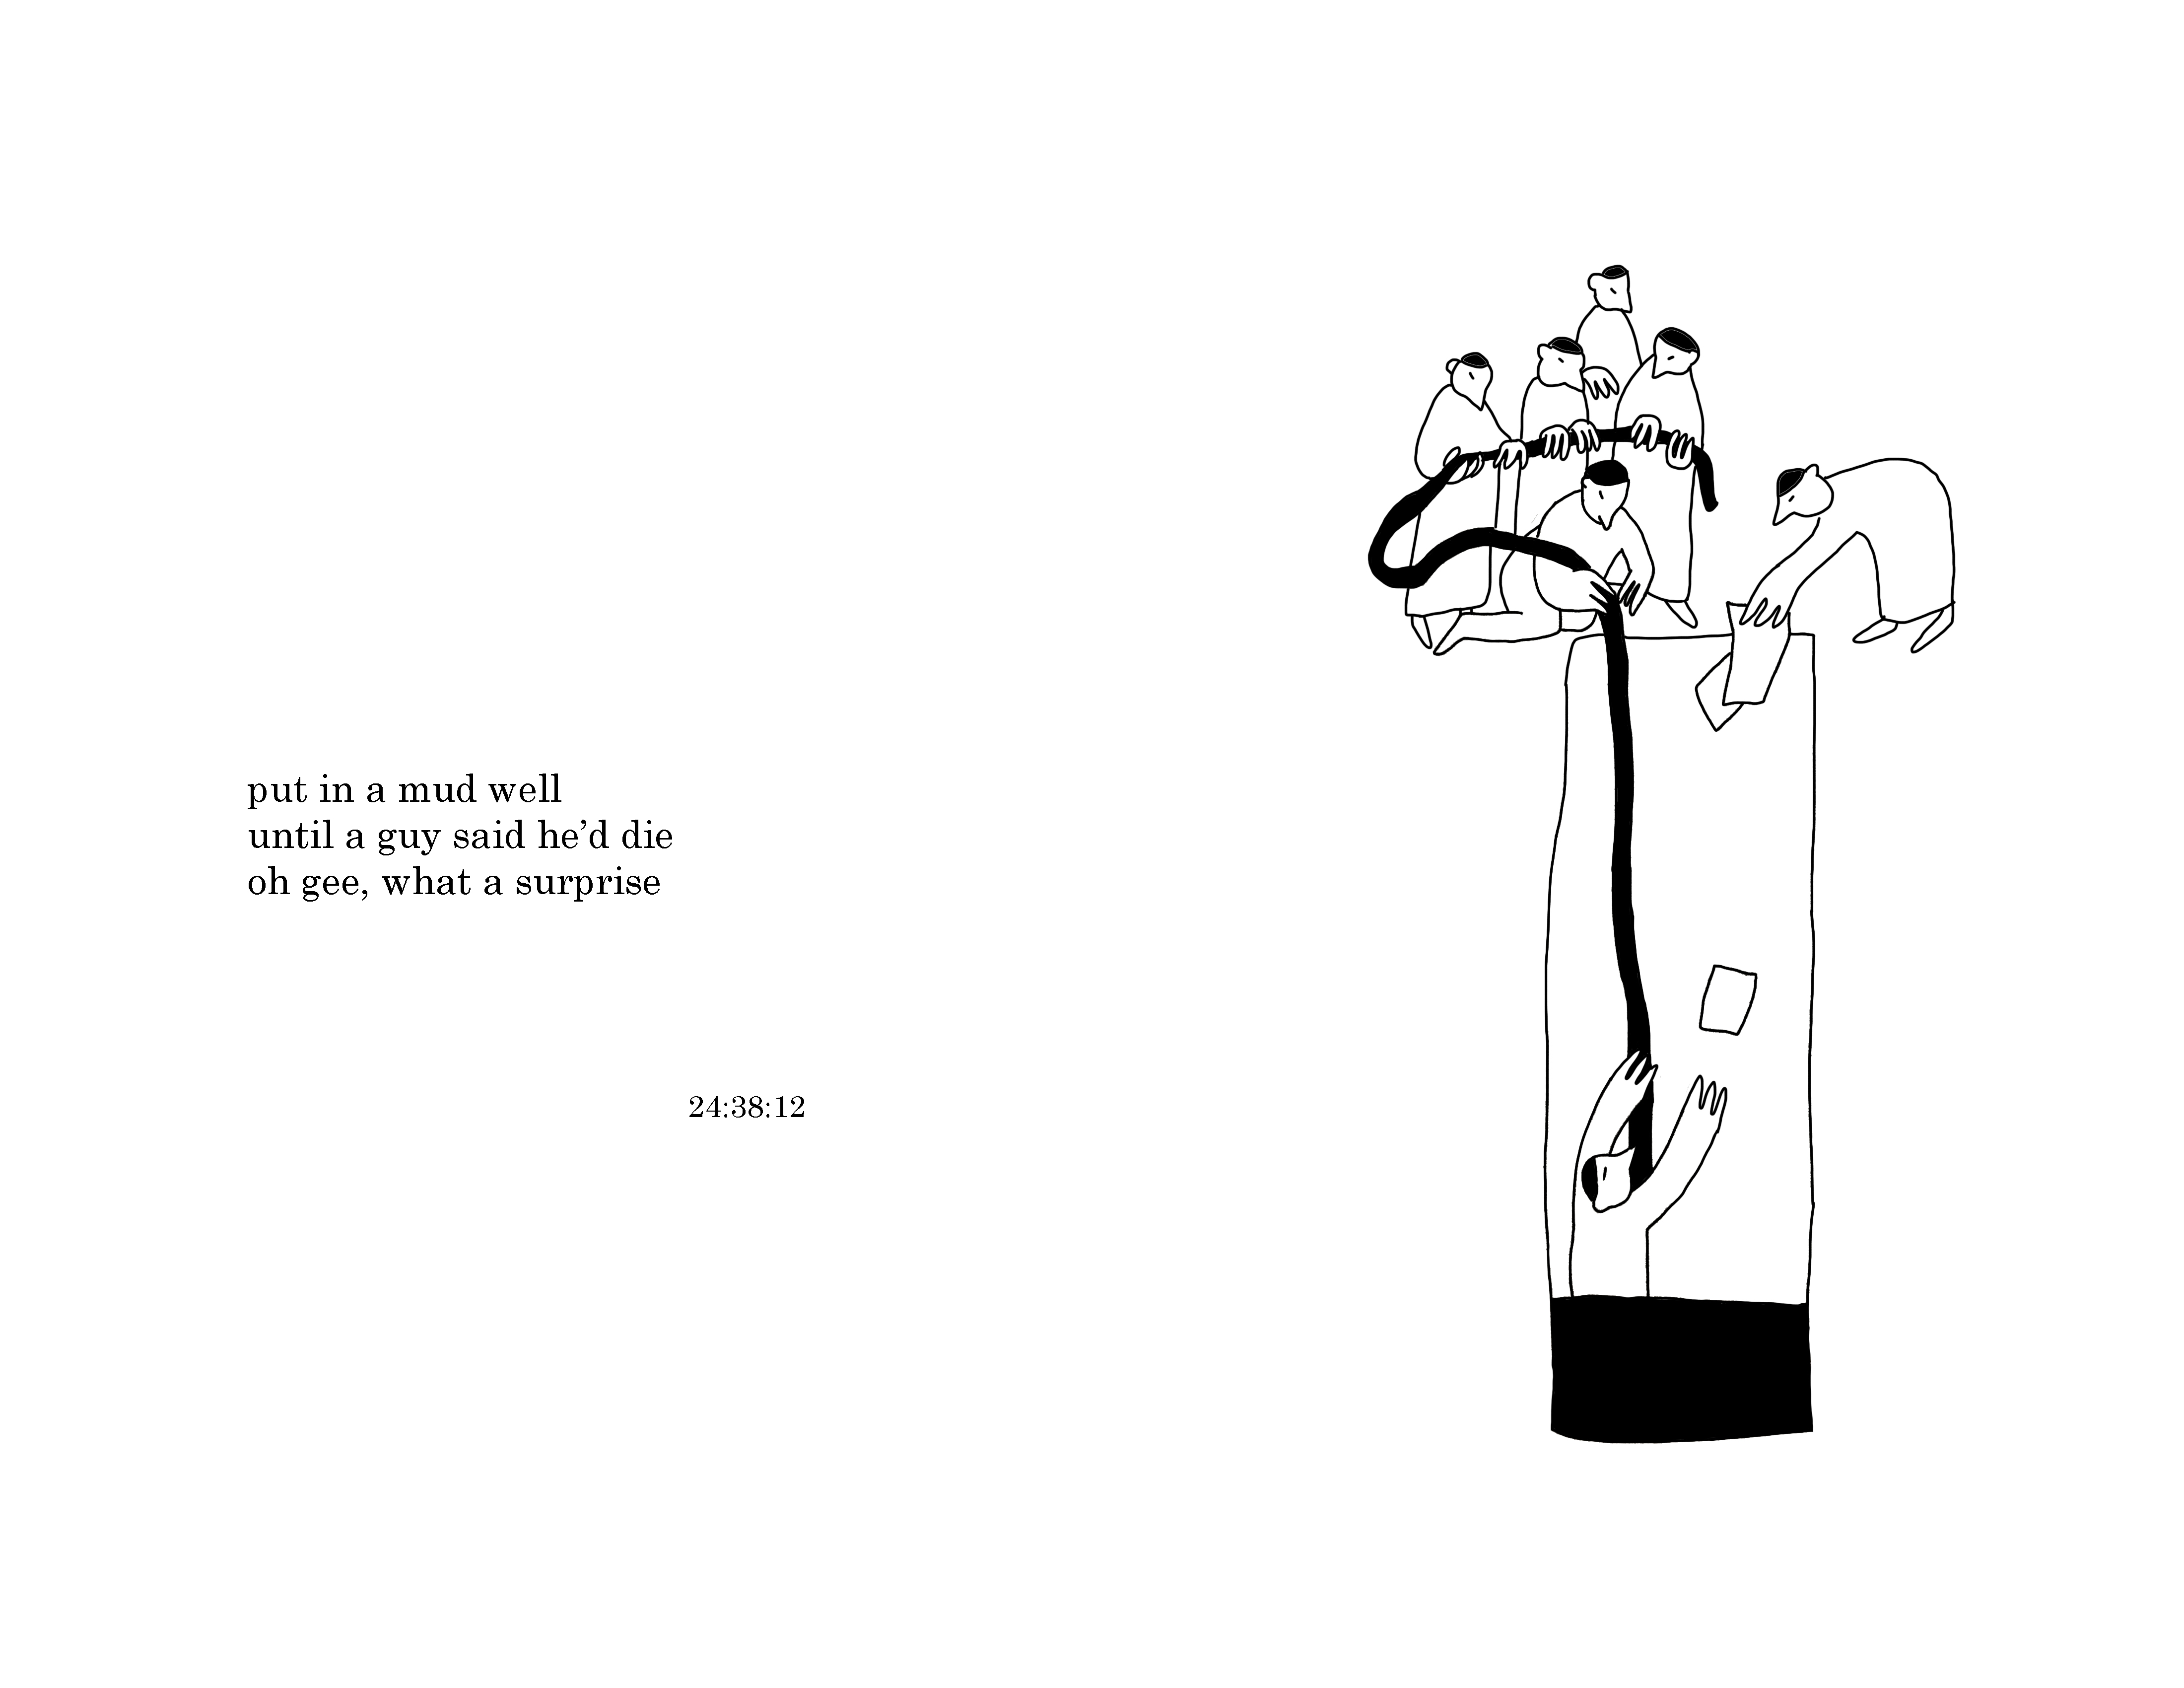 put in a mud well
until a guy said he’d die
oh gee, what a surprise
24:38:12